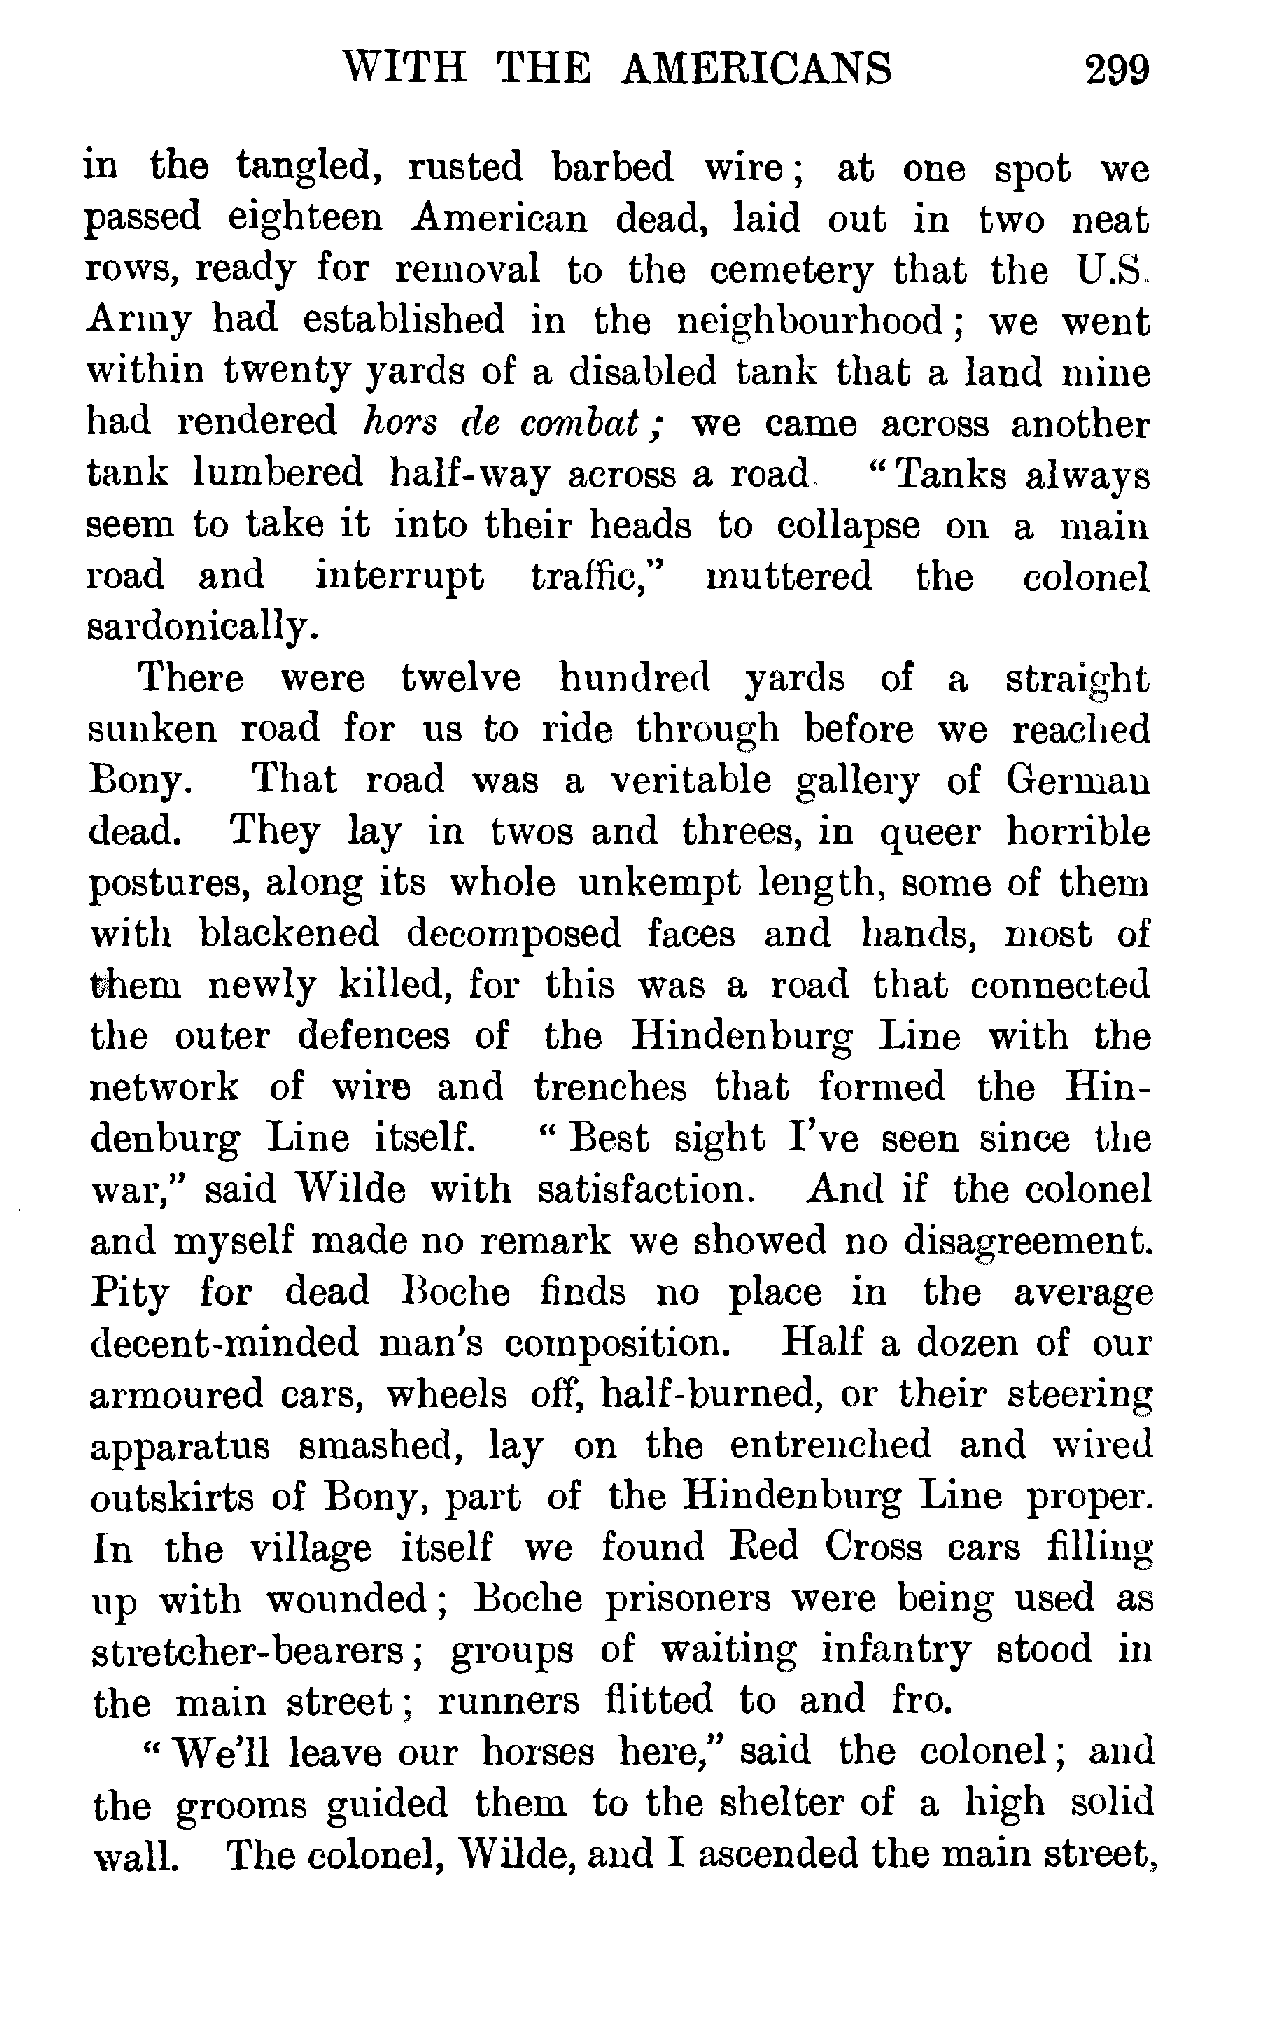 WITH THE AMERICANS 299
in the tangled, rusted barbed wire; at one spot we
passed eighteen American dead, laid out in two neat
rows, ready for removal to the cemetery that the U.S.
Army had established in the neighbourhood; we went
within twenty yards of a disabled tank that a land mine
had rendered hors de combat; we came across another
tank lumbered half-way across a road. "Tanks always
seem to take it into their heads to collapse on a main
road and interrupt traffic," muttered the colonel
sardonically.
There were twelve hundred yards of a straight
sunken road for us to ride through before we reached
Bony. That road was a veritable gallery of German
dead. They lay in twos and threes, in queer horrible
postures, along its whole unkempt length, some of them
with blackened decomposed faces and hands, most of
them newly killed, for this was a road that connected
the outer defences of the Hindenburg Line with the
network of wire and trenches that formed the Hin-
denburg Line itself. "Best sight I've seen since the
war," said Wilde with satisfaction. And if the colonel
and myself made no remark we showed no disagreement.
Pity for dead Boche finds no place in the average
decent-minded man's composition. Half a dozen of our
armoured cars, wheels off, half-burned, or their steering
apparatus smashed, lay on the entrenched and wired
outskirts of Bony, part of the Hindenburg Line proper.
In the village itself we found Red Cross cars filling
up with wounded; Boche prisoners were being used as
stretcher-bearers; groups of waiting infantry stood in
the main street; runners flitted to and fro.
"We'll leave our horses here," said the colonel; and
the grooms guided them to the shelter of a high solid
wall. The colonel, Wilde, and I ascended the main street,